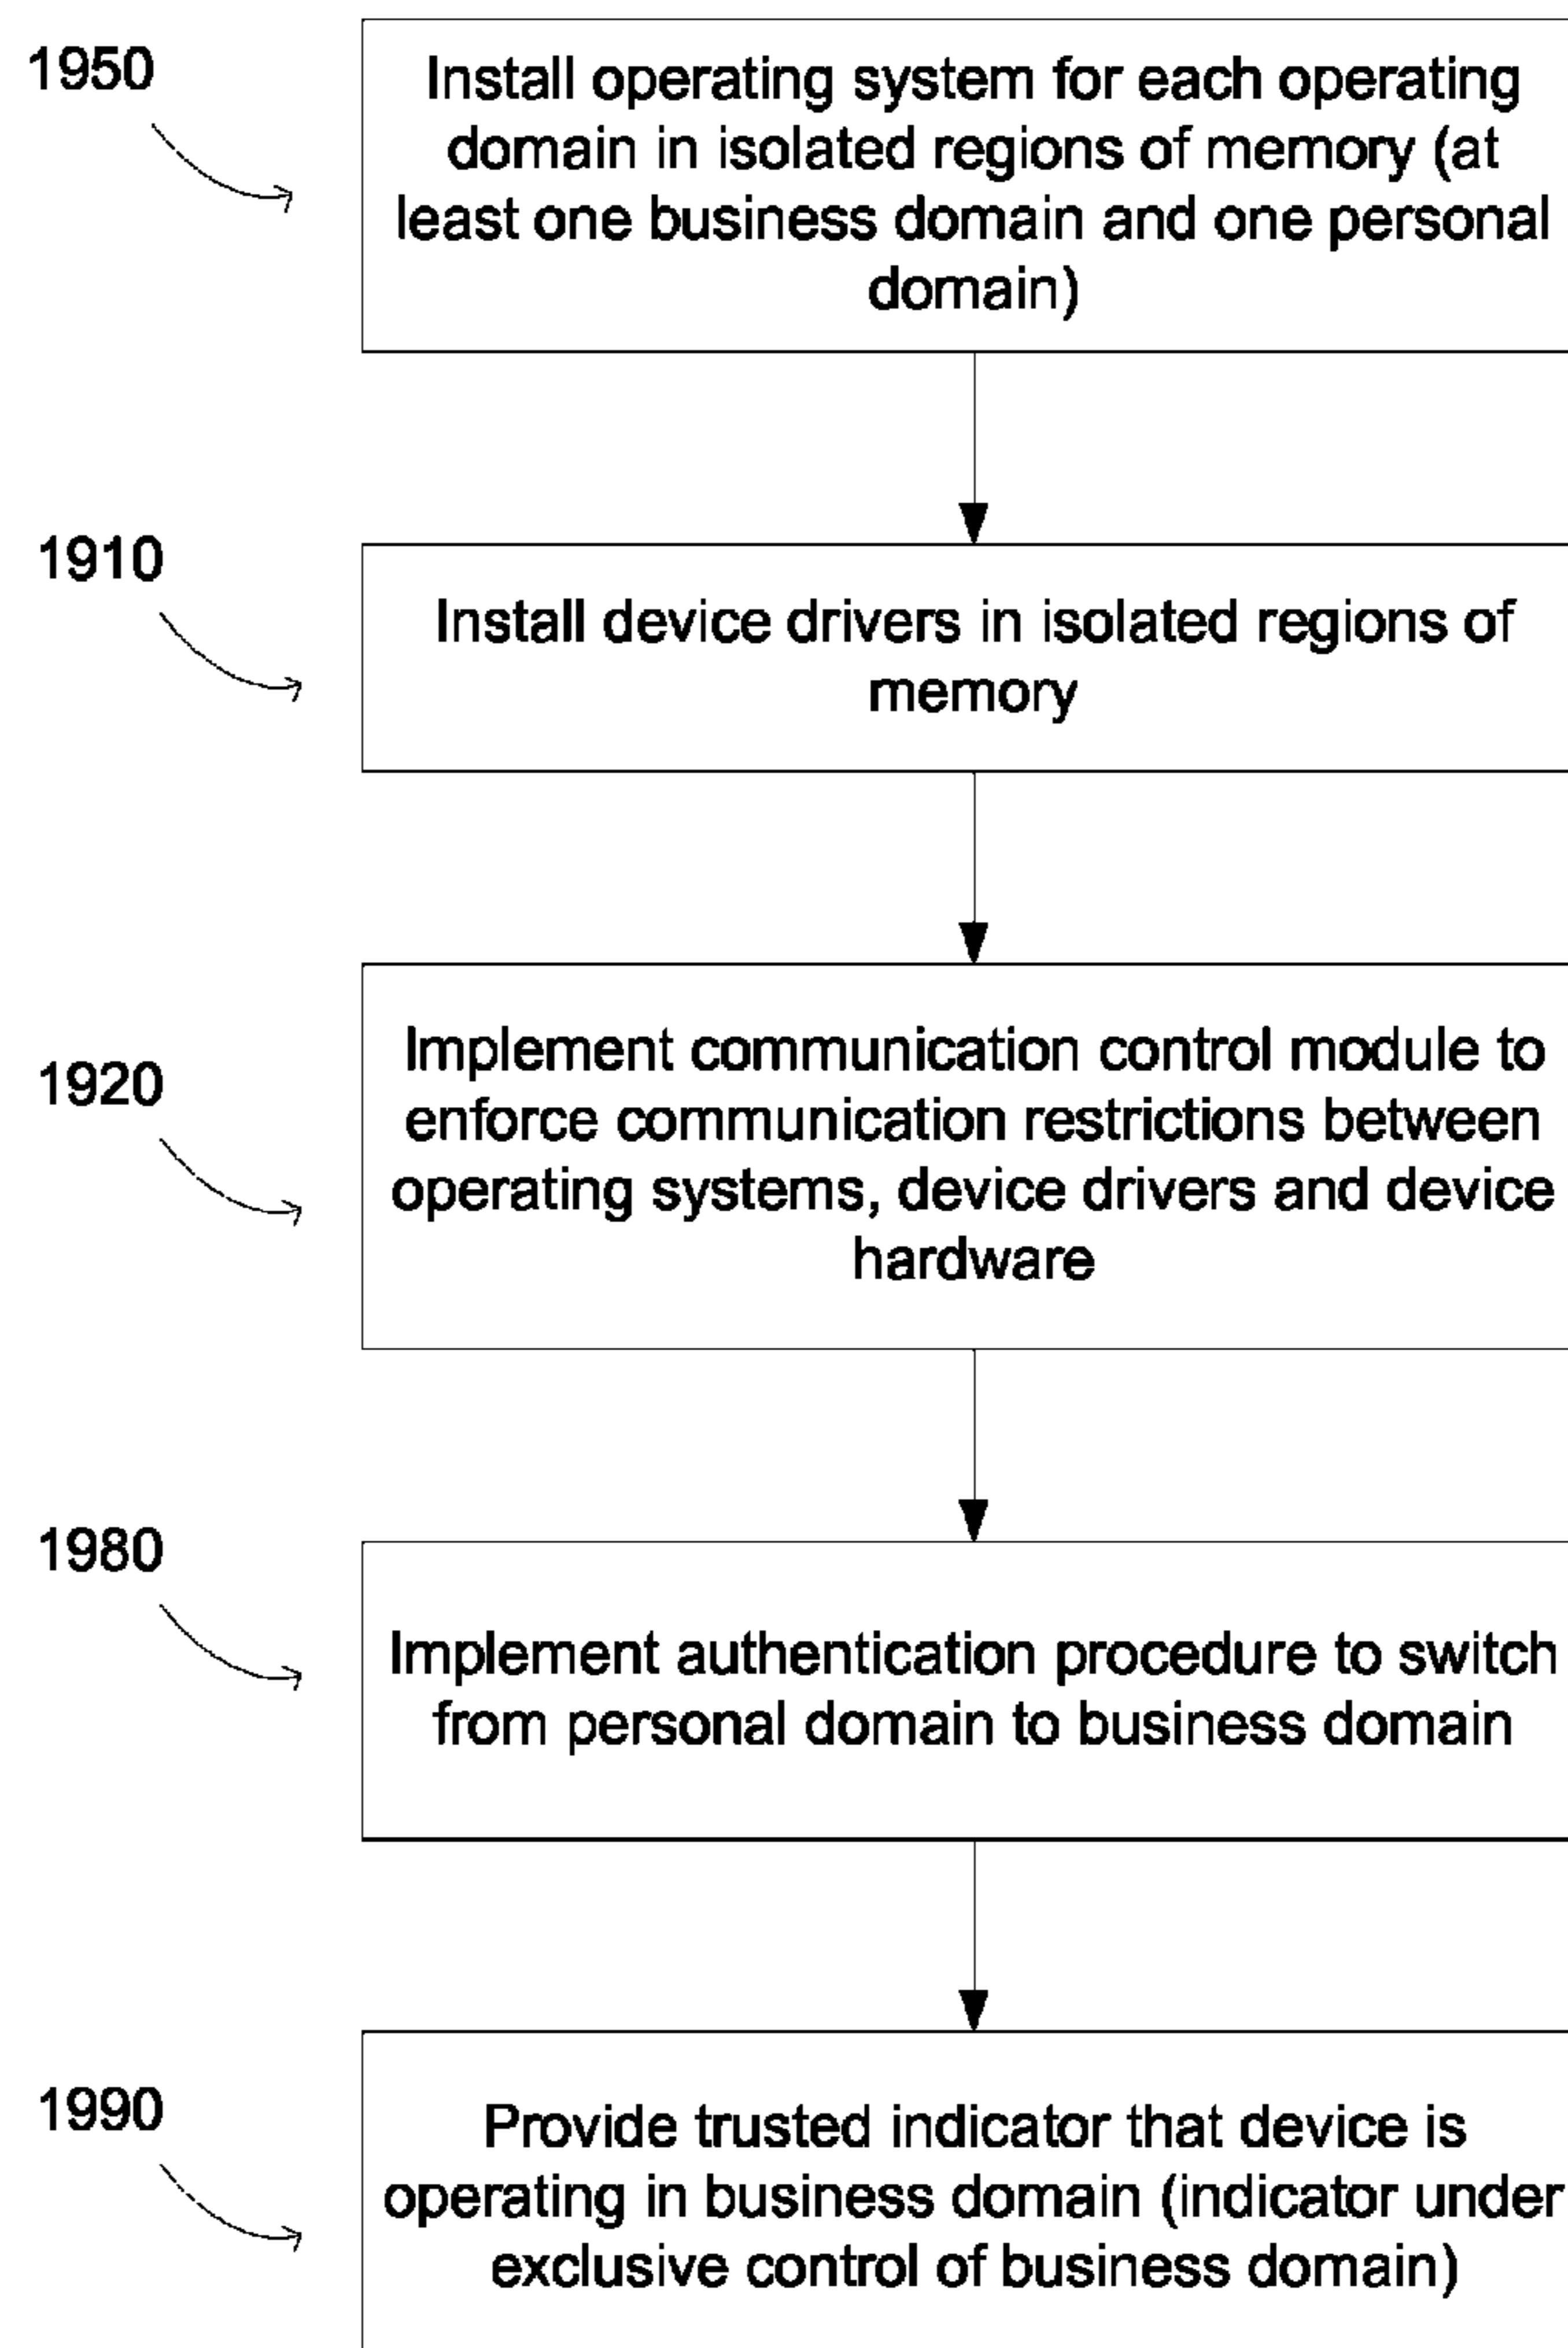 1950
Install operating system for each operating
domain in isolated regions of memory (at
least one business domain and one personal
domain)
1910
Install device drivers in isolated regions of
memory
1920
Implement communication control module to
enforce communication restrictions between
operating systems, device drivers and device
hardware
1980
Implement authentication procedure to switch
from personal domain to business domain
1990
Provide trusted indicator that device is
operating in business domain (indicator under
exclusive control of business domain)